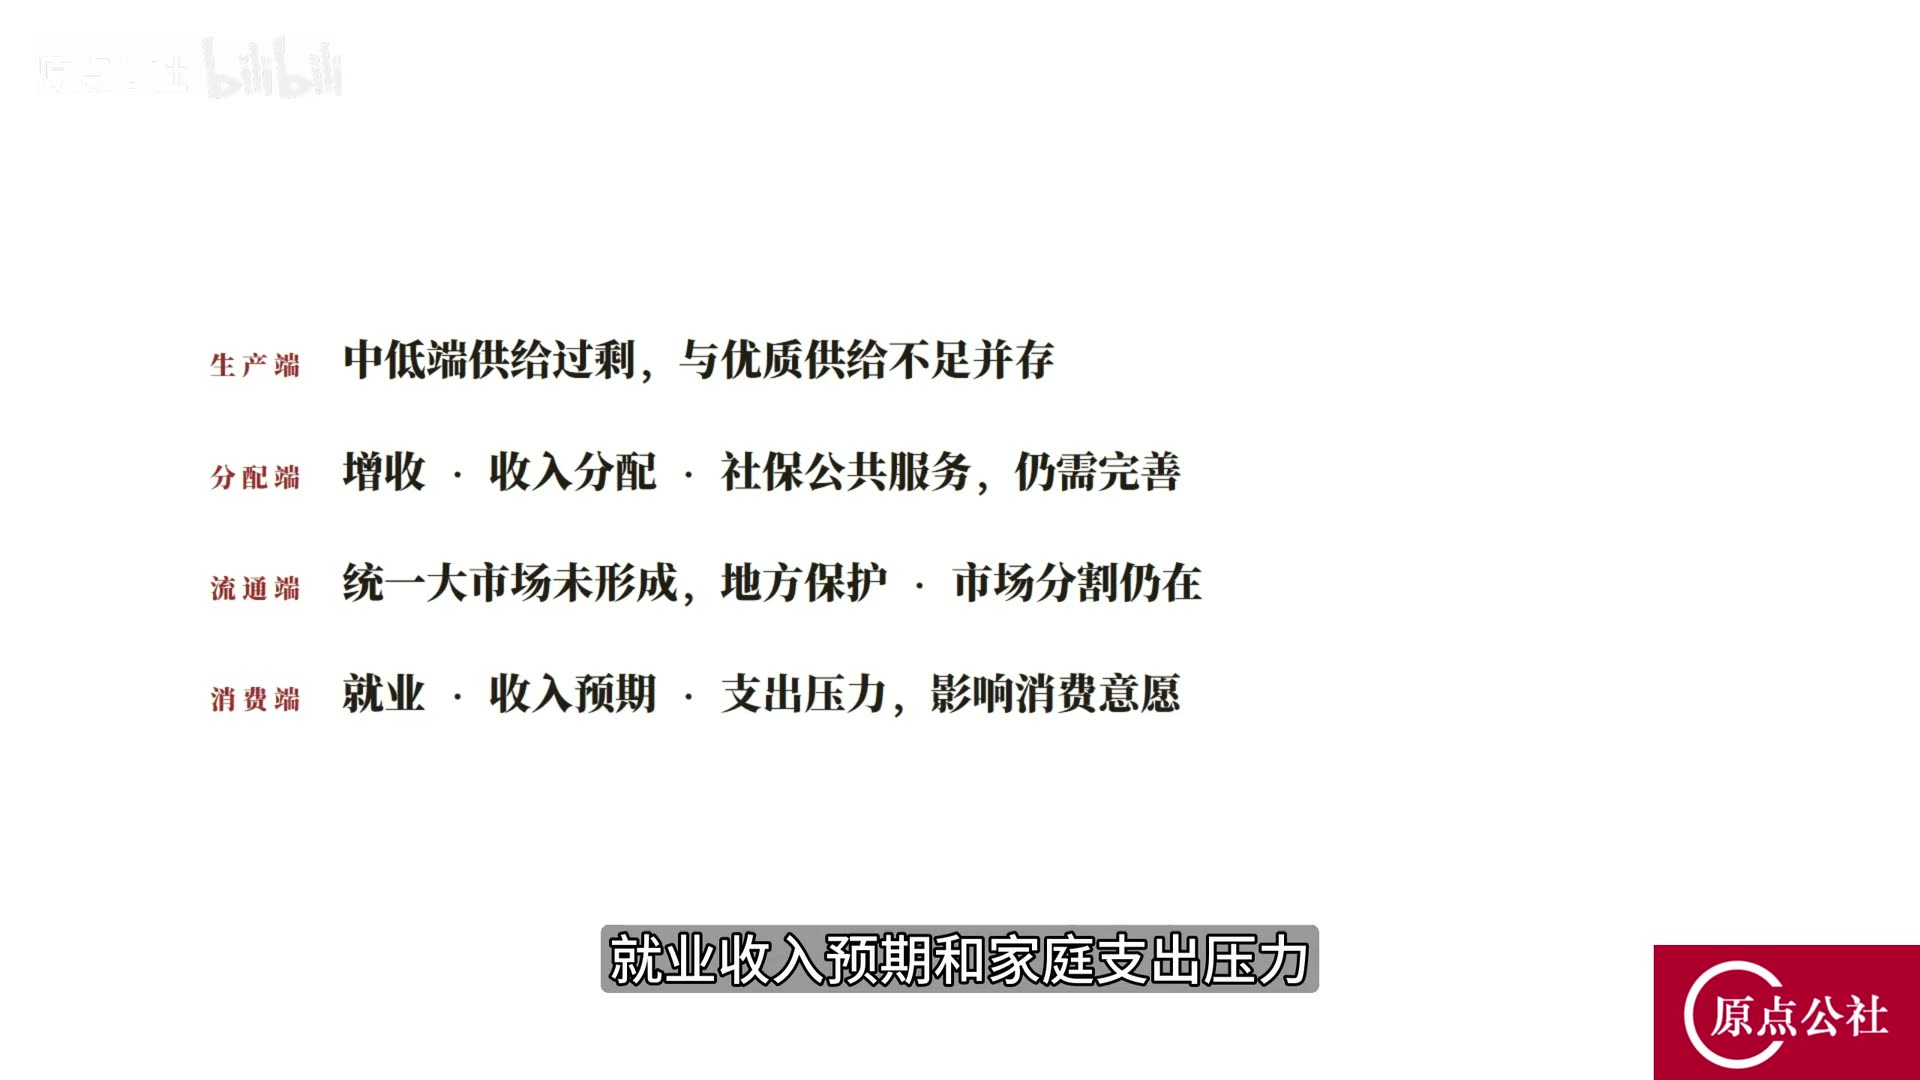 bilibili
生产端 中低端供给过剩，与优质供给不足并存
分配端 增收 · 收入分配 · 社保公共服务，仍需完善
流通端 统一大市场未形成，地方保护 · 市场分割仍在
消费端 就业 · 收入预期 · 支出压力，影响消费意愿
就业收入预期和家庭支出压力
原点公社